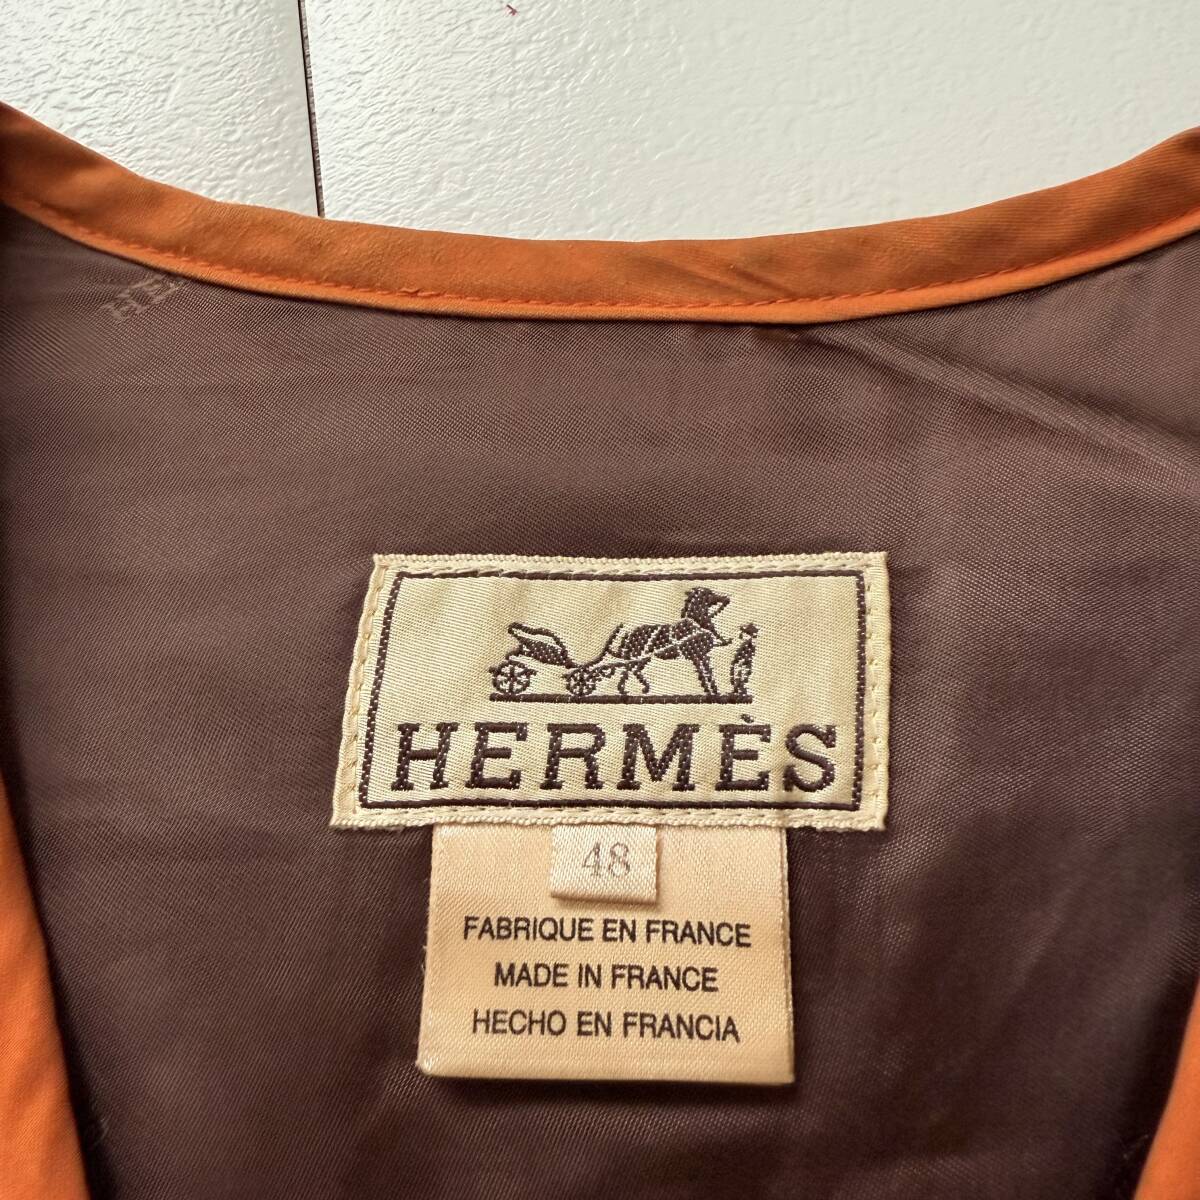 HERMÈS
48
FABRIQUE EN FRANCE
MADE IN FRANCE
HECHO EN FRANCIA